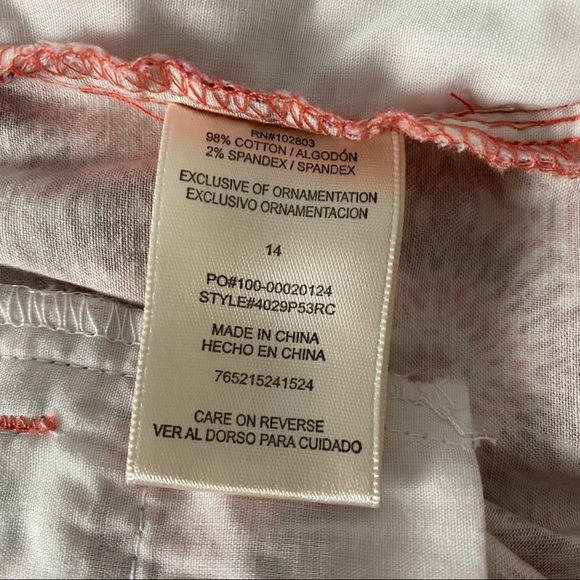 RN#102803
98% COTTON / ALGODÓN
2% SPANDEX / SPANDEX
EXCLUSIVE OF ORNAMENTATION
EXCLUSIVO ORNAMENTACION
14
PO#100-00020124
STYLE#4029P53RC
MADE IN CHINA
HECHO EN CHINA
765215241524
CARE ON REVERSE
VER AL DORSO PARA CUIDADO